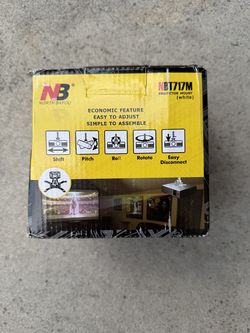 NB
NORTH BAYOU
NBT717M
PROJECTOR MOUNT
(white)
ECONOMIC FEATURE
EASY TO ADJUST
SIMPLE TO ASSEMBLE
Shift Pitch Roll Rotate Easy
Disconnect